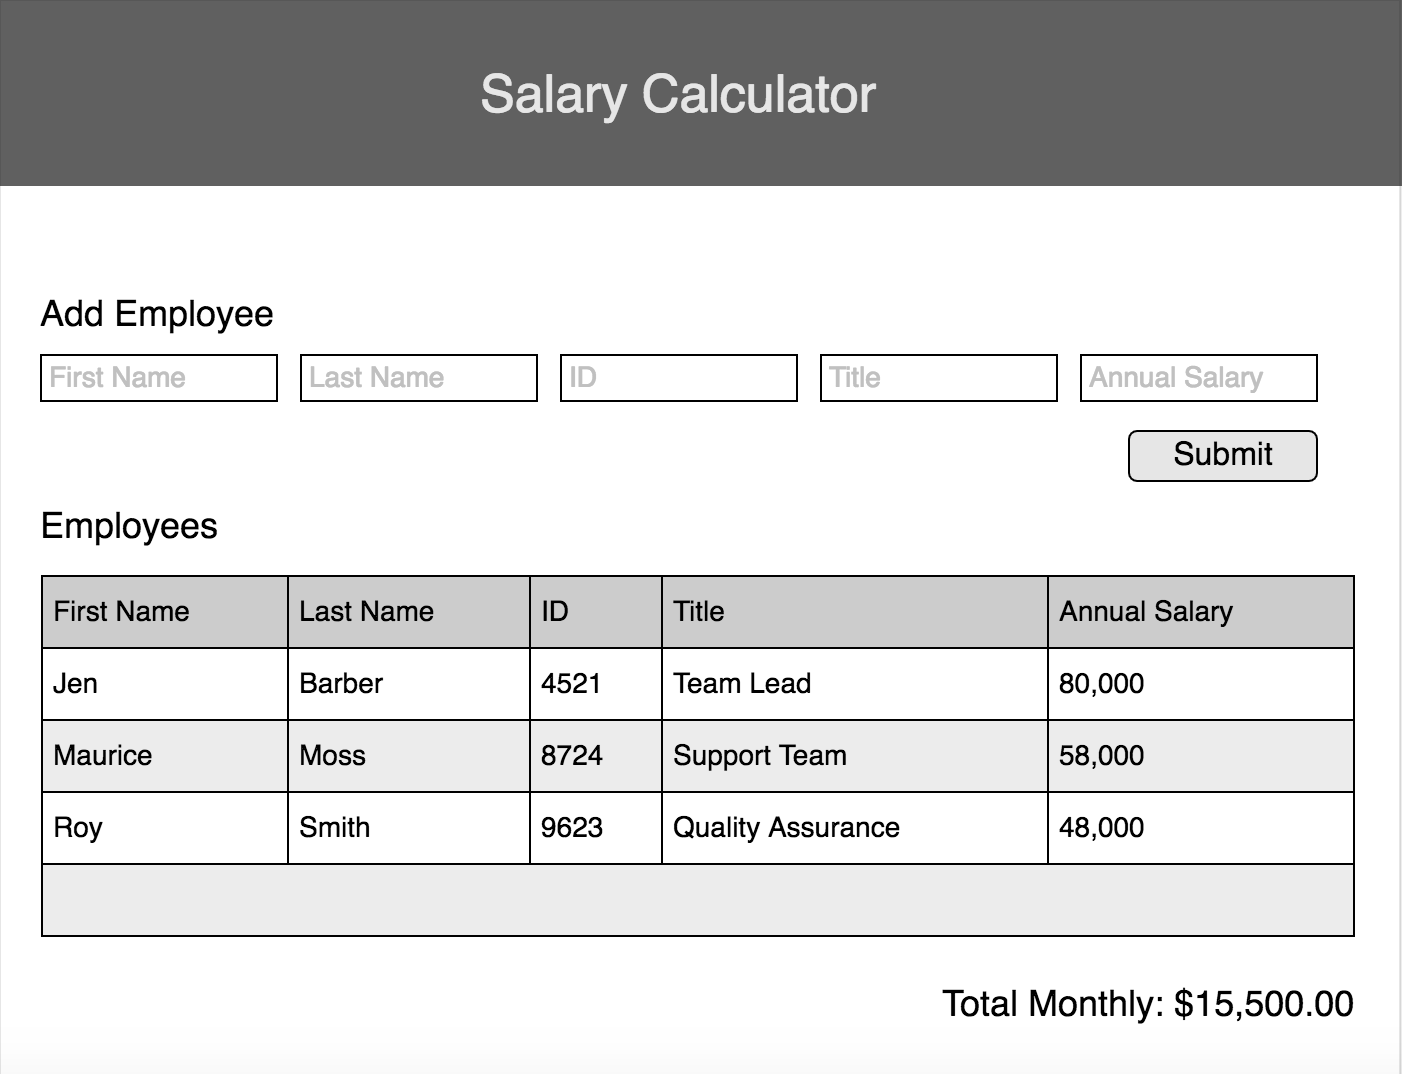 Salary Calculator
Add Employee
First Name Last Name ID Title Annual Salary
Submit
Employees
First Name Last Name ID Title Annual Salary
Jen Barber 4521 Team Lead 80,000
Maurice Moss 8724 Support Team 58,000
Roy Smith 9623 Quality Assurance 48,000
Total Monthly: $15,500.00